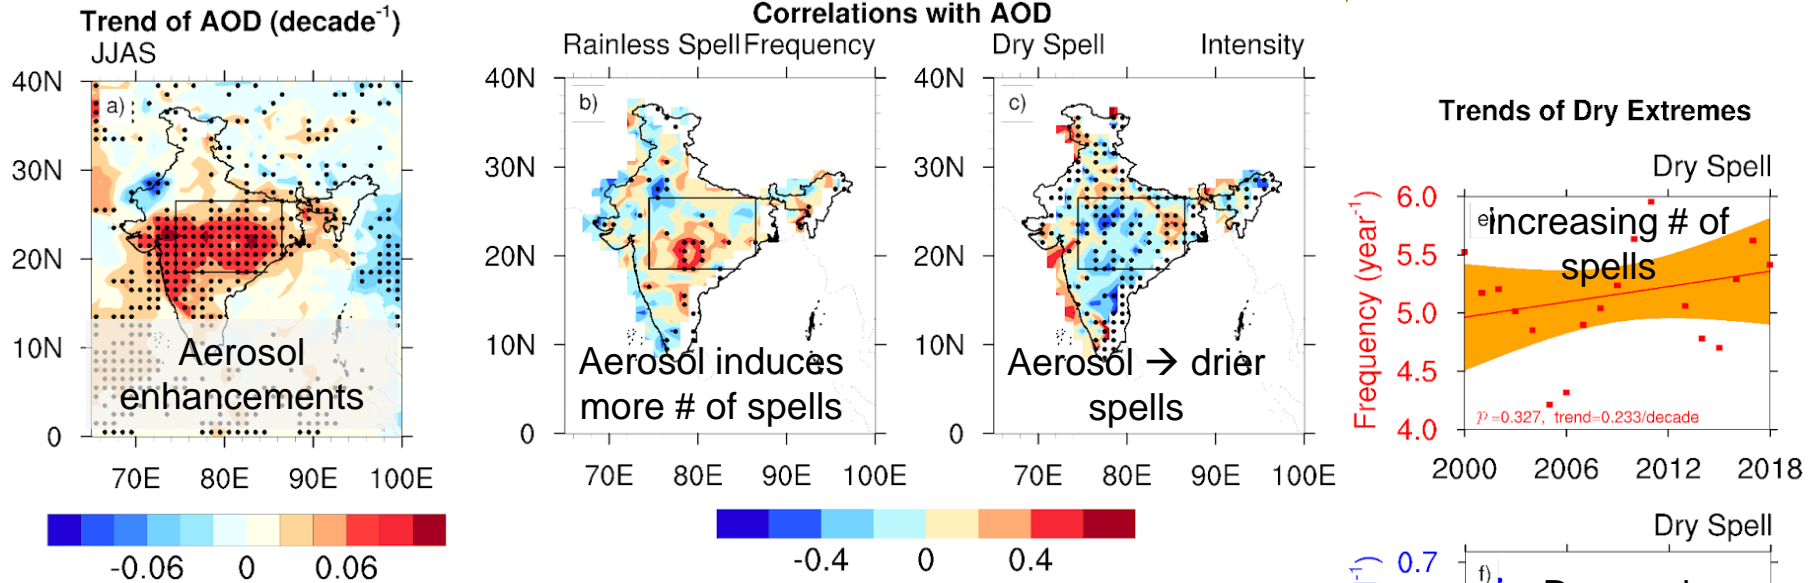 Trend of AOD (decade⁻¹)
JJAS
40N
30N
20N
10N
0
a)
Aerosol
enhancements
70E 80E 90E 100E
-0.06 0 0.06
Correlations with AOD
Rainless Spell Frequency
40N
30N
20N
10N
0
b)
Aerosol induces
more # of spells
70E 80E 90E 100E
Dry Spell Intensity
40N
30N
20N
10N
0
c)
Aerosol → drier
spells
70E 80E 90E 100E
-0.4 0 0.4
Trends of Dry Extremes
Dry Spell
Frequency (year⁻¹)
6.0
5.5
5.0
4.5
4.0
e)
increasing # of
spells
P=0.327, trend=0.233/decade
2000 2006 2012 2018
Dry Spell
0.7
f)